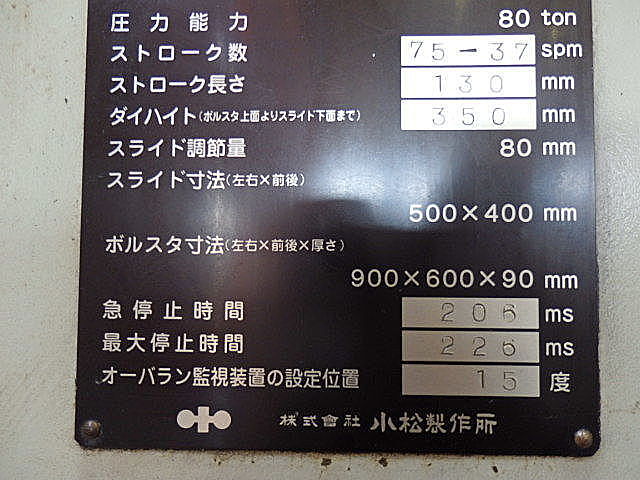 圧力能力 80 ton
ストローク数 75-37 spm
ストローク長さ 130 mm
ダイハイト(ボルスタ上面よりスライド下面まで) 350 mm
スライド調節量 80 mm
スライド寸法(左右×前後)
500×400 mm
ボルスタ寸法(左右×前後×厚さ)
900×600×90 mm
急停止時間 206 ms
最大停止時間 226 ms
オーバラン監視装置の設定位置 15 度
株式會社 小松製作所